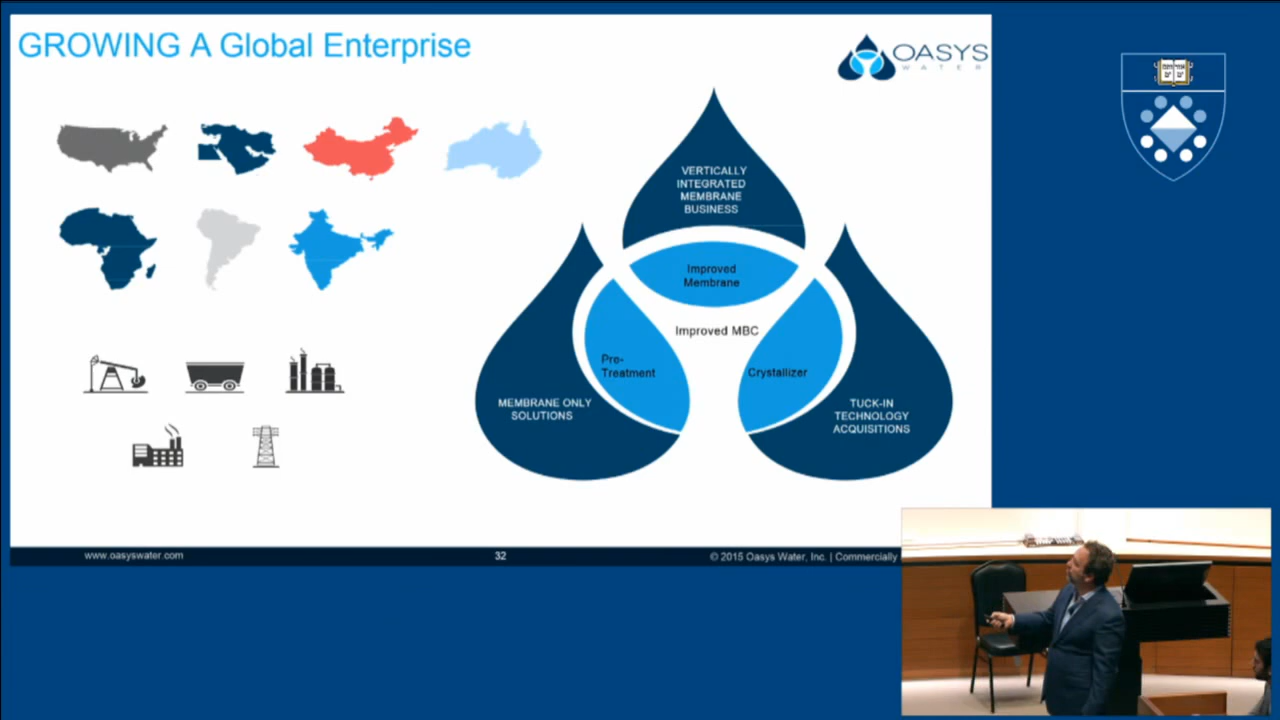 GROWING A Global Enterprise
OASYS
WATER
VERTICALLY
INTEGRATED
MEMBRANE
BUSINESS
Improved
Membrane
Improved MBC
Pre-
Treatment
Crystallizer
MEMBRANE ONLY
SOLUTIONS
TUCK-IN
TECHNOLOGY
ACQUISITIONS
www.oasyswater.com
32
© 2015 Oasys Water, Inc. | Commercially